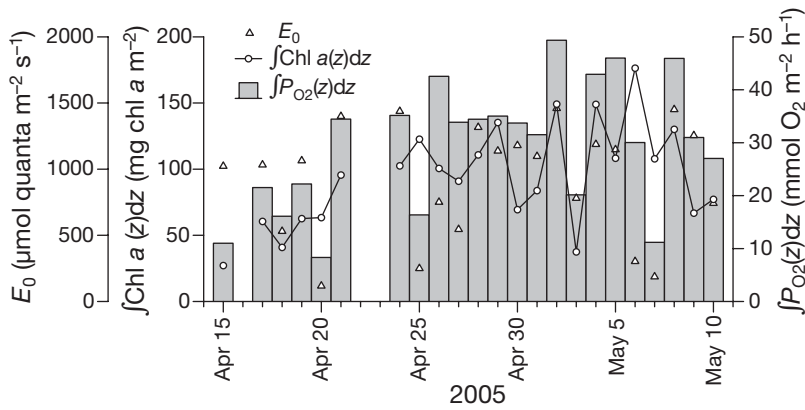 E₀ (µmol quanta m⁻² s⁻¹)
2000
1500
1000
500
0
∫Chl a (z)dz (mg chl a m⁻²)
200
150
100
50
0
E₀
∫Chl a(z)dz
∫P_O2(z)dz
50
40
30
20
10
0
∫P_O2(z)dz (mmol O₂ m⁻² h⁻¹)
Apr 15
Apr 20
Apr 25
Apr 30
May 5
May 10
2005